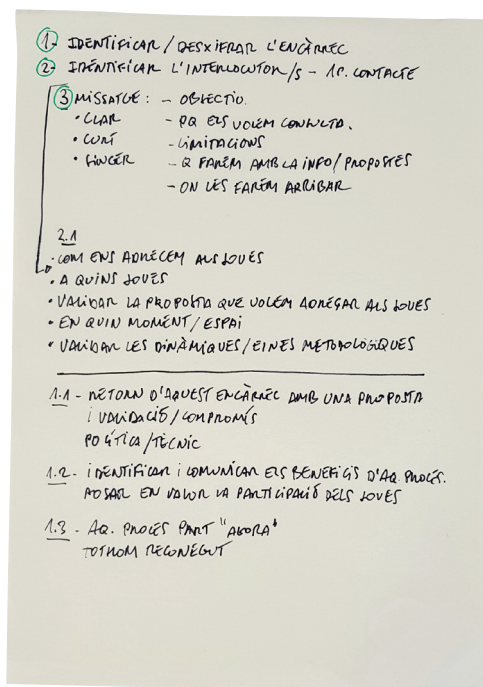 1- IDENTIFICAR/DESXIFRAR L'ENCÀRREC
2- IDENTIFICAR L'INTERLOCUTOR/S - 1R. CONTACTE
3 MISSATGE: - OBJECTIU.
• CLAR - PQ ELS VOLEM CONSULTA.
• CURT - LIMITACIONS
• SINCER - Q FAREM AMB LA INFO/PROPOSTES
- ON LES FAREM ARRIBAR
2.1
• COM ENS ADRECEM ALS JOVES
• A QUINS JOVES
• VALIDAR LA PROPOSTA QUE VOLEM ADREÇAR ALS JOVES
• EN QUIN MOMENT/ESPAI
• VALIDAR LES DINÀMIQUES/EINES METODOLÒGIQUES
1.1 - RETORN D'AQUEST ENCÀRREC AMB UNA PROPOSTA
I VALIDACIÓ/COMPROMÍS
POLÍTICA/TÈCNIC
1.2. - IDENTIFICAR I COMUNICAR ELS BENEFICIS D'AQ. PROCÉS.
POSAR EN VALOR LA PARTICIPACIÓ DELS JOVES
1.3 - AQ. PROCÉS PART "ÀGORA"
TOTHOM RECONEGUT